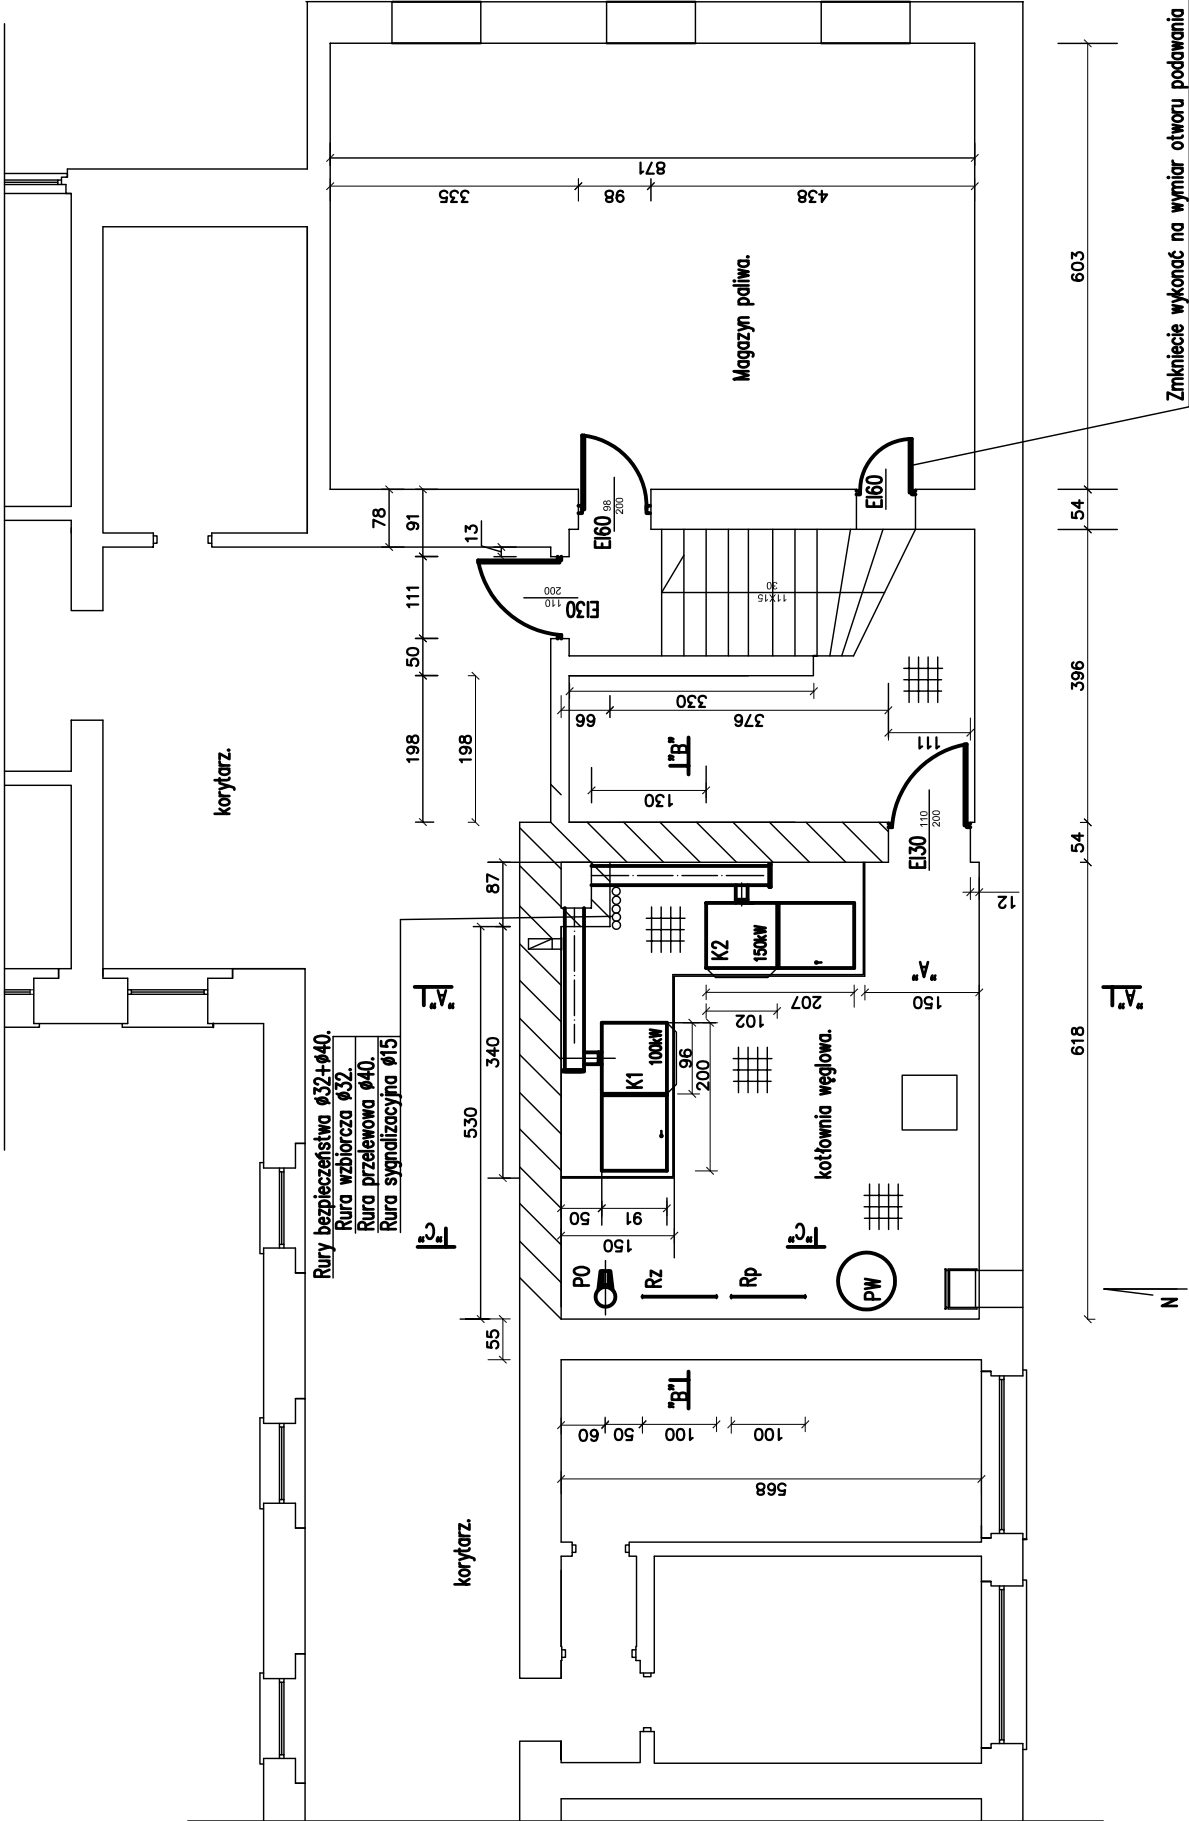 Zmkniecie wykonać na wymiar otworu podawania
603
54
396
54
618
871
335
98
438
Magazyn paliwa.
78
91
13
111
50
198
198
EI60 98
200
EI60
EI30 110
200
11X15
30
330
66
376
111
"B"
130
EI30 110
200
12
korytarz.
87
340
530
55
"A"
"A"
"A"
K2
150kW
K1
100kW
207
102
150
96
200
kotłownia węglowa.
Rury bezpieczeństwa ø32+ø40.
Rura wzbiorcza ø32.
Rura przelewowa ø40.
Rura sygnalizacyjna ø15
"C"
"C"
50
91
150
PO
Rz
Rp
PW
N
"B"
60
50
100
100
568
korytarz.